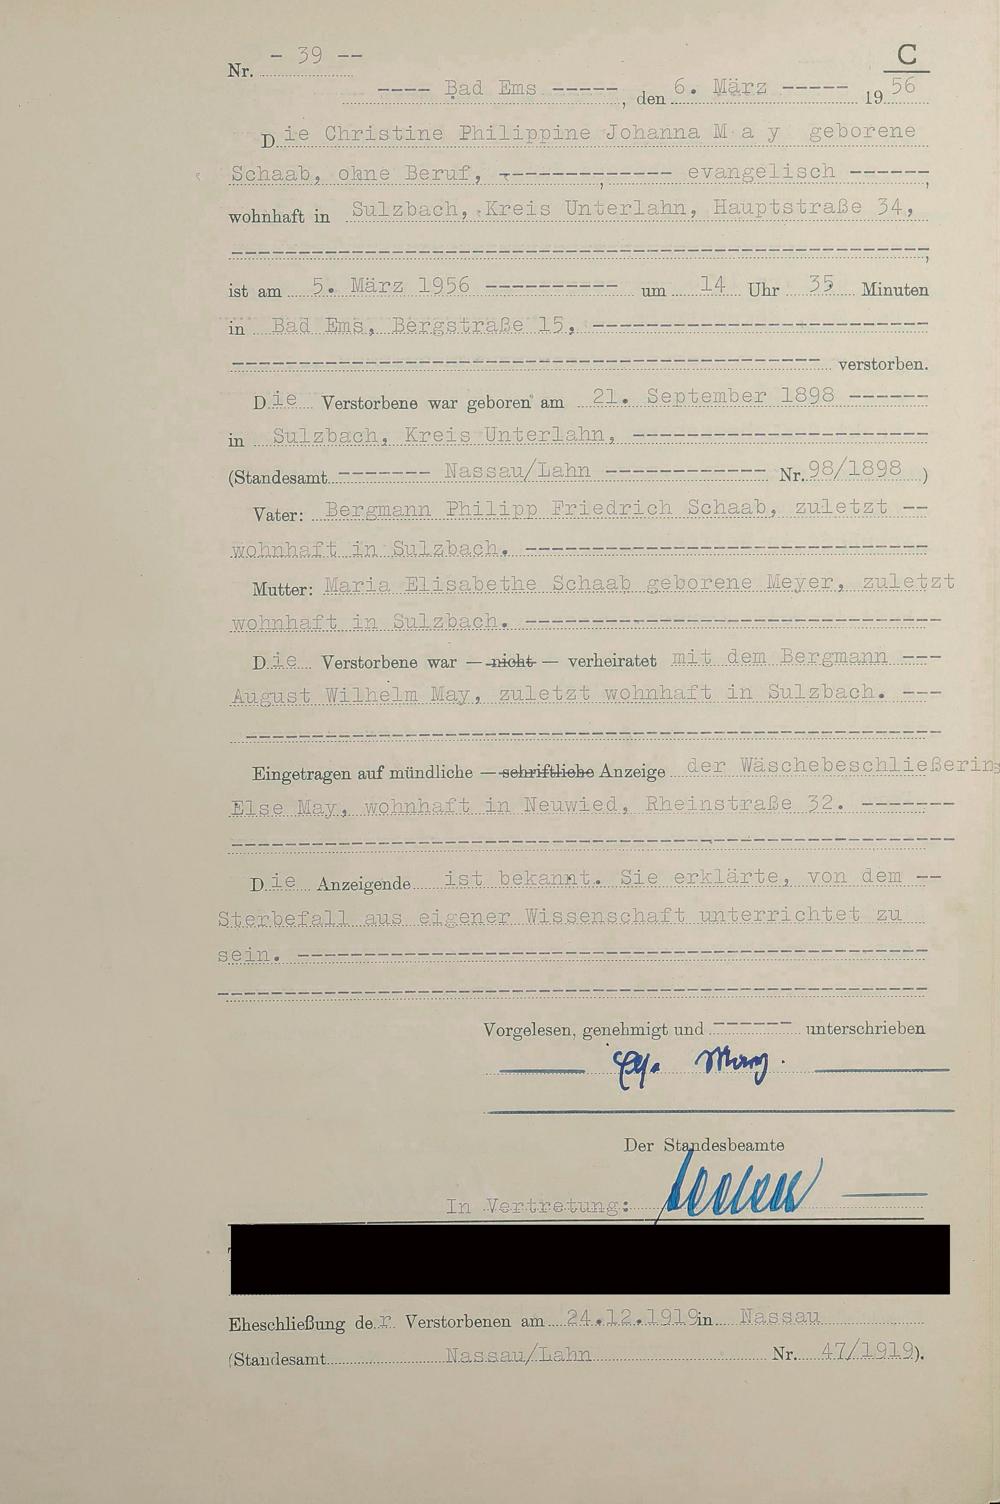 Nr. - 39 --
C
---- Bad Ems -----, den 6. März ----- 1956
Die Christine Philippine Johanna M a y geborene
Schaab, ohne Beruf, ------------- evangelisch ------,
wohnhaft in Sulzbach, Kreis Unterlahn, Hauptstraße 34,
--------------------------------------------------,
ist am 5. März 1956 ---------- um 14 Uhr 35 Minuten
in Bad Ems, Bergstraße 15, -------------------------
-------------------------------------------- verstorben.
Die Verstorbene war geboren am 21. September 1898 ------
in Sulzbach, Kreis Unterlahn, ----------------------
(Standesamt ------- Nassau/Lahn ------------ Nr. 98/1898 )
Vater: Bergmann Philipp Friedrich Schaab, zuletzt --
wohnhaft in Sulzbach. ------------------------------
Mutter: Maria Elisabethe Schaab geborene Meyer, zuletzt
wohnhaft in Sulzbach. -------------------------------
Die Verstorbene war — nicht — verheiratet mit dem Bergmann ---
August Wilhelm May, zuletzt wohnhaft in Sulzbach. ---
----------------------------------------------------
Eingetragen auf mündliche — schriftliche Anzeige der Wäschebeschließerin
Else May, wohnhaft in Neuwied, Rheinstraße 32. -------
------------------------------------------------------
Die Anzeigende ist bekannt. Sie erklärte, von dem --
Sterbefall aus eigener Wissenschaft unterrichtet zu
sein. -----------------------------------------------
-----------------------------------------------------
Vorgelesen, genehmigt und ------ unterschrieben
May.
Der Standesbeamte
In Vertretung:
Eheschließung der Verstorbenen am 24.12.1919 in Nassau
(Standesamt Nassau/Lahn Nr. 47/1919).